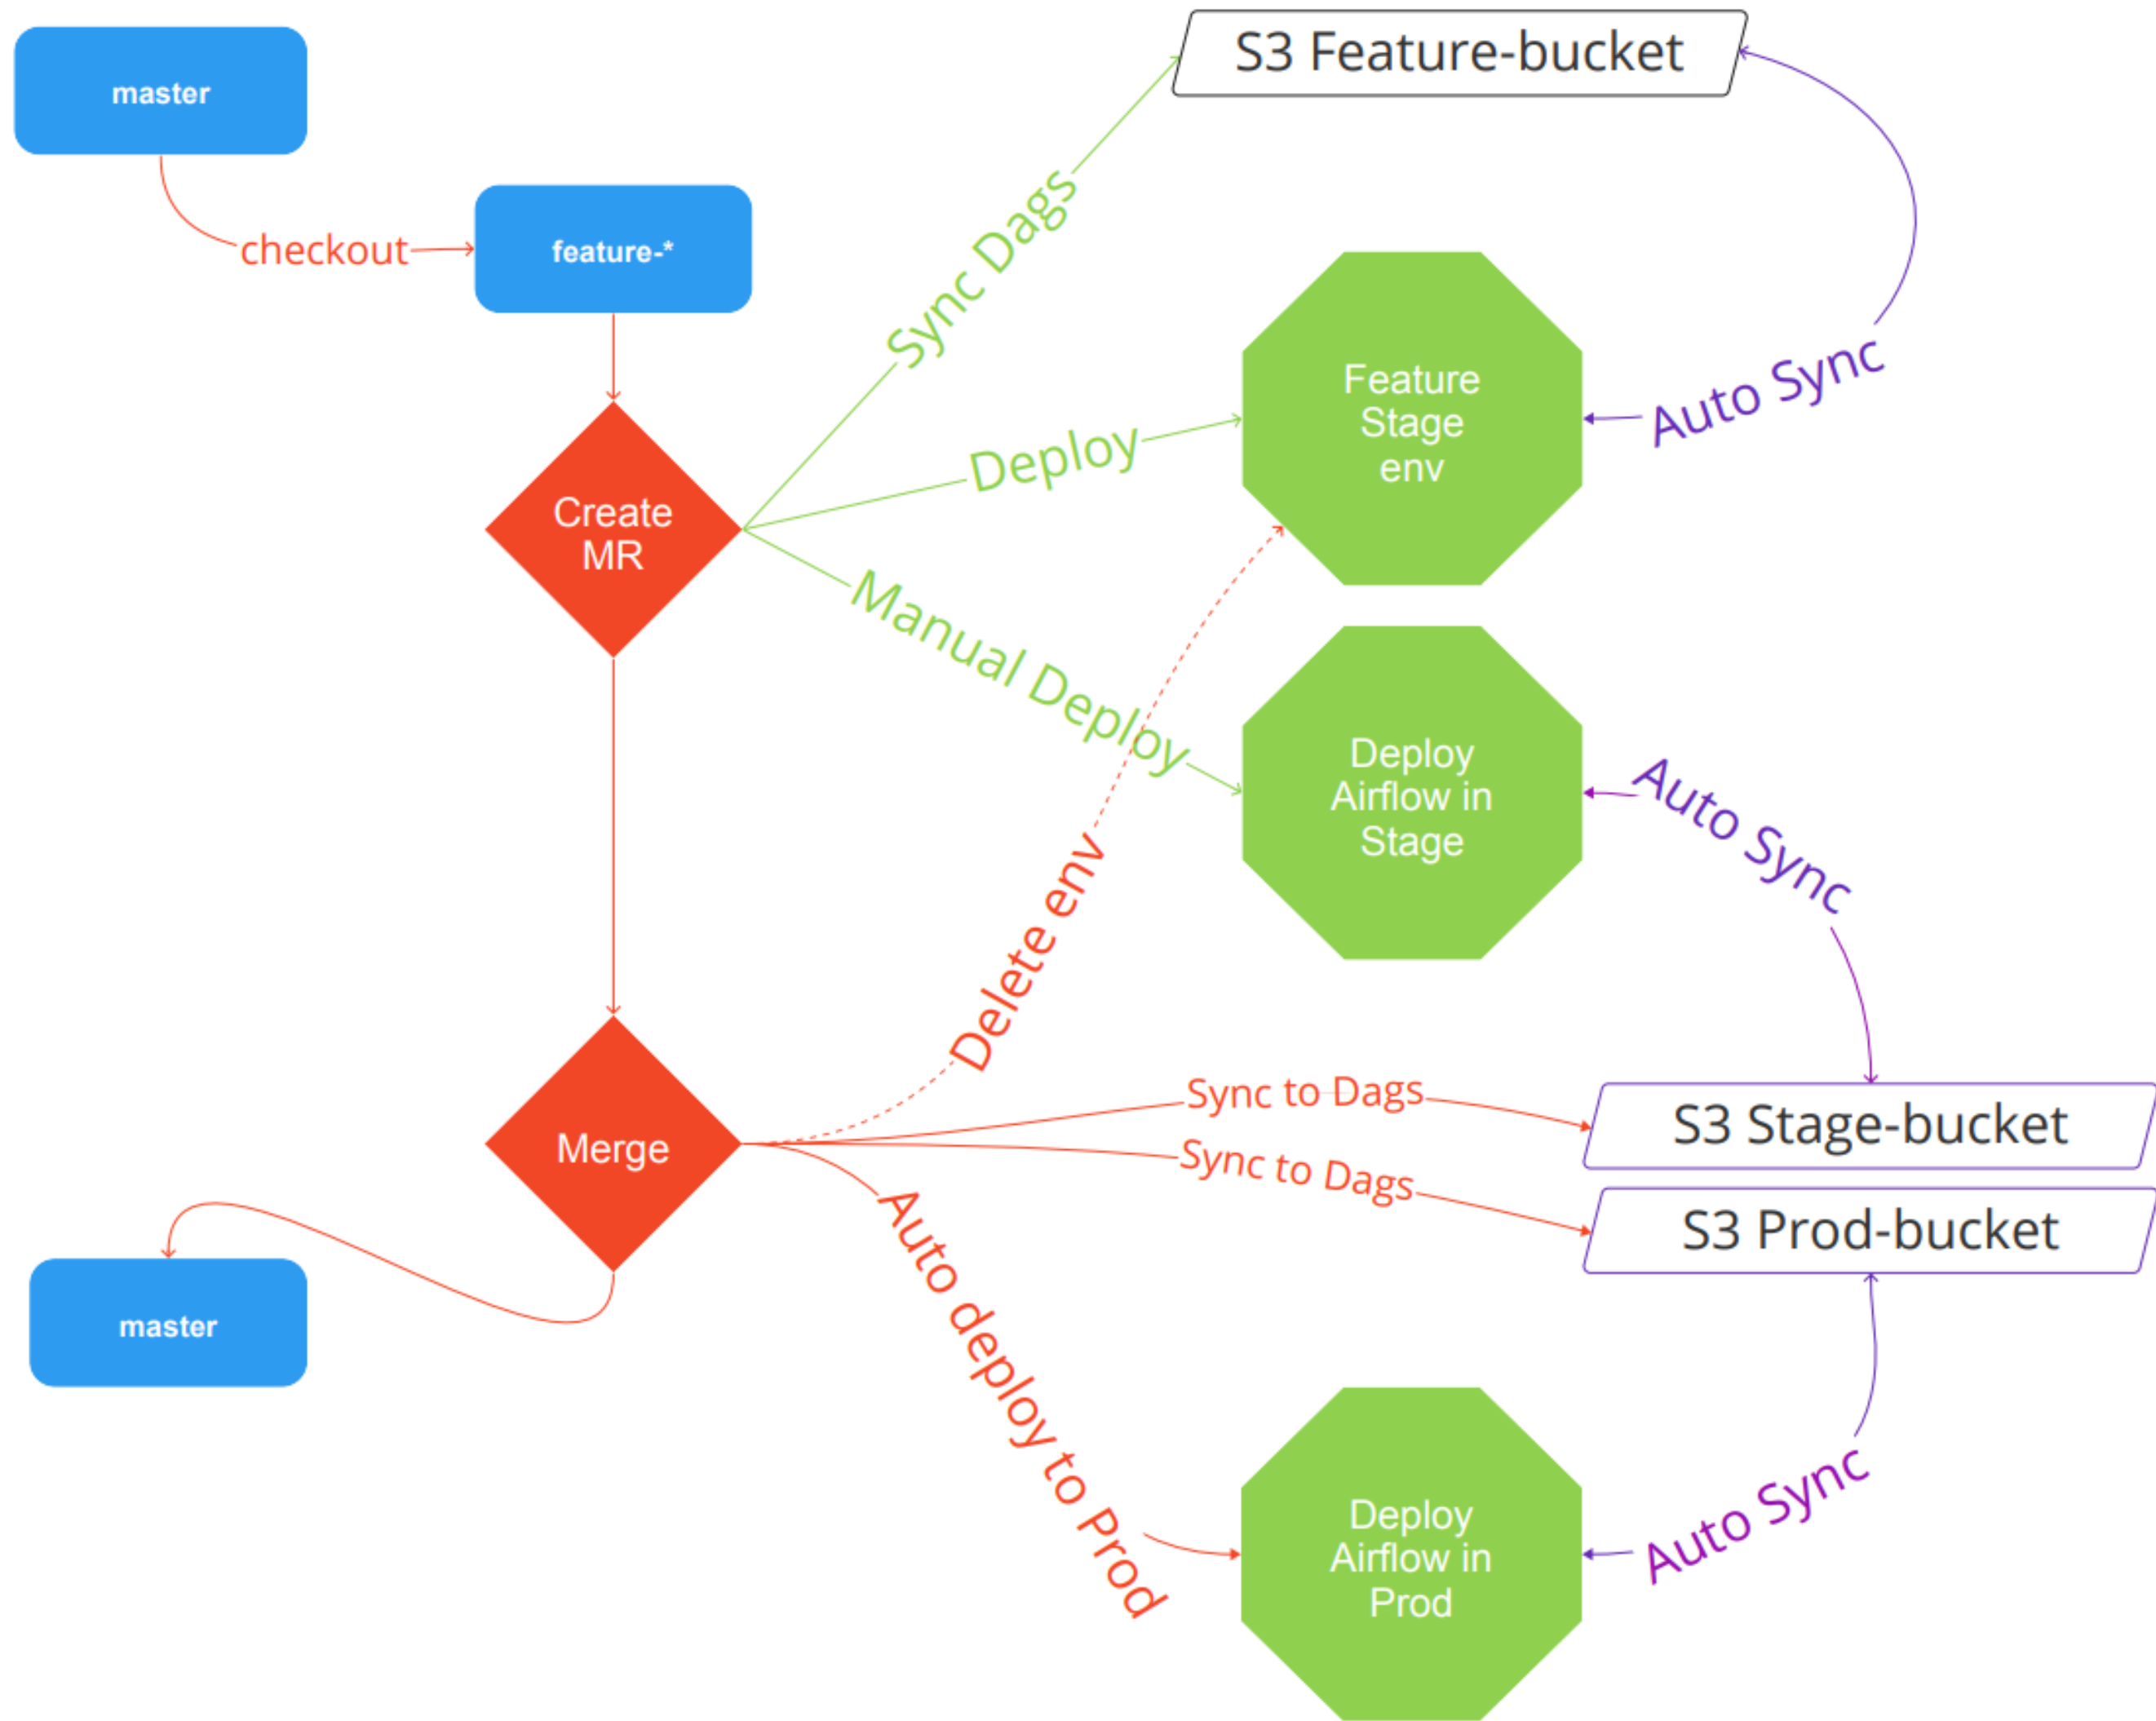 S3 Feature-bucket
master
checkout
feature-*
Sync Dags
Feature
Stage
env
Auto Sync
Deploy
Create
MR
Manual Deploy
Deploy
Airflow in
Stage
Auto Sync
Delete env
Sync to Dags
S3 Stage-bucket
Merge
Sync to Dags
S3 Prod-bucket
master
Auto deploy to Prod
Deploy
Airflow in
Prod
Auto Sync